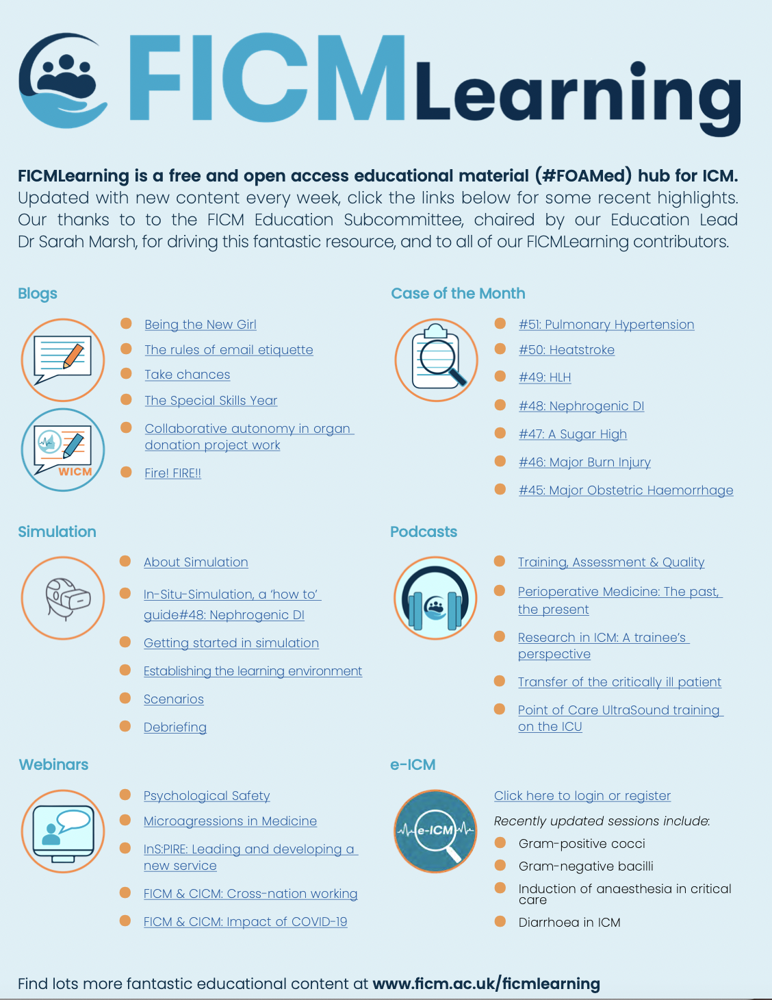 FICMLearning
FICMLearning is a free and open access educational material (#FOAMed) hub for ICM.
Updated with new content every week, click the links below for some recent highlights.
Our thanks to to the FICM Education Subcommittee, chaired by our Education Lead
Dr Sarah Marsh, for driving this fantastic resource, and to all of our FICMLearning contributors.
Blogs
WICM
Being the New Girl
The rules of email etiquette
Take chances
The Special Skills Year
Collaborative autonomy in organ
donation project work
Fire! FIRE!!
Case of the Month
#51: Pulmonary Hypertension
#50: Heatstroke
#49: HLH
#48: Nephrogenic DI
#47: A Sugar High
#46: Major Burn Injury
#45: Major Obstetric Haemorrhage
Simulation
About Simulation
In-Situ-Simulation, a ‘how to’
guide#48: Nephrogenic DI
Getting started in simulation
Establishing the learning environment
Scenarios
Debriefing
Podcasts
Training, Assessment & Quality
Perioperative Medicine: The past,
the present
Research in ICM: A trainee’s
perspective
Transfer of the critically ill patient
Point of Care UltraSound training
on the ICU
Webinars
Psychological Safety
Microagressions in Medicine
InS:PIRE: Leading and developing a
new service
FICM & CICM: Cross-nation working
FICM & CICM: Impact of COVID-19
e-ICM
e-ICM
Click here to login or register
Recently updated sessions include:
Gram-positive cocci
Gram-negative bacilli
Induction of anaesthesia in critical
care
Diarrhoea in ICM
Find lots more fantastic educational content at www.ficm.ac.uk/ficmlearning